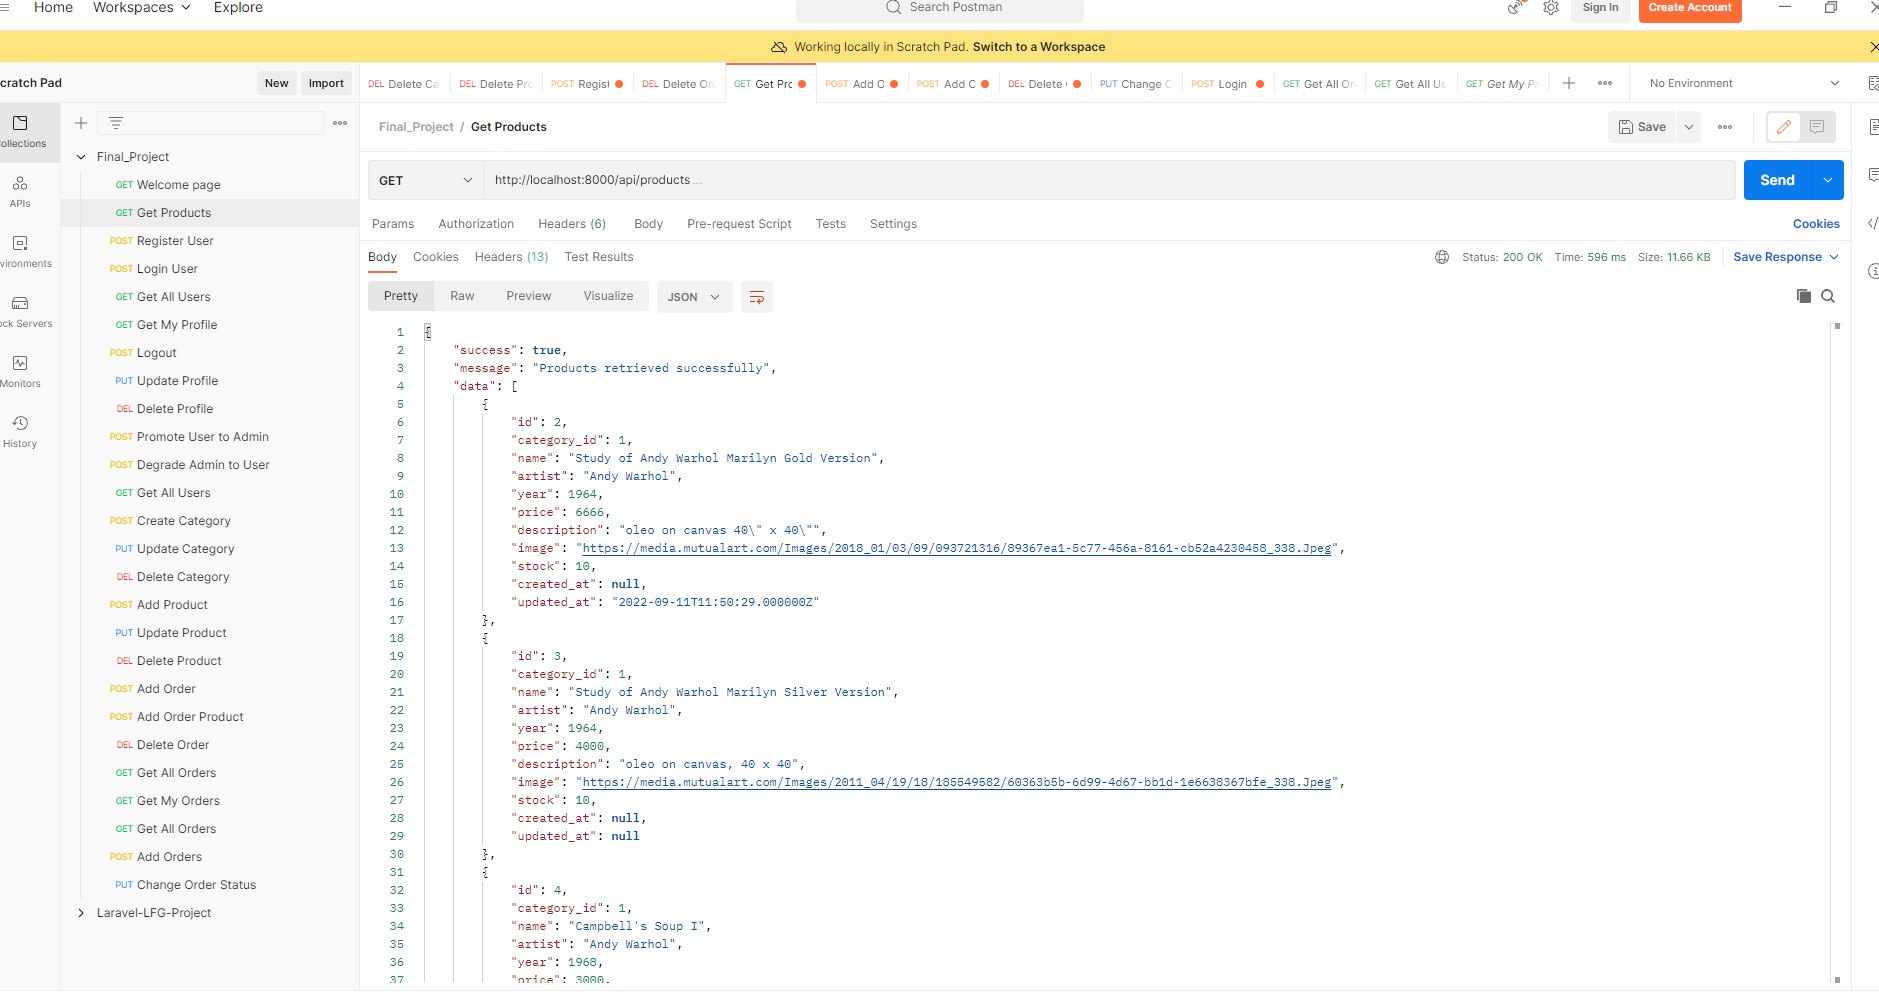 Home Workspaces Explore Search Postman Sign In Create Account
Working locally in Scratch Pad. Switch to a Workspace
cratch Pad New Import
DEL Delete Ca DEL Delete Pr POST Regist DEL Delete Or GET Get Prc POST Add O POST Add C DEL Delete PUT Change C POST Login GET Get All Or GET Get All Us GET Get My Pr No Environment
ollections
APIs
vironments
ock Servers
Monitors
History
Final_Project
GET Welcome page
GET Get Products
POST Register User
POST Login User
GET Get All Users
GET Get My Profile
POST Logout
PUT Update Profile
DEL Delete Profile
POST Promote User to Admin
POST Degrade Admin to User
GET Get All Users
POST Create Category
PUT Update Category
DEL Delete Category
POST Add Product
PUT Update Product
DEL Delete Product
POST Add Order
POST Add Order Product
DEL Delete Order
GET Get All Orders
GET Get My Orders
GET Get All Orders
POST Add Orders
PUT Change Order Status
Laravel-LFG-Project
Final_Project / Get Products Save
GET http://localhost:8000/api/products ... Send
Params Authorization Headers (6) Body Pre-request Script Tests Settings Cookies
Body Cookies Headers (13) Test Results Status: 200 OK Time: 596 ms Size: 11.66 KB Save Response
Pretty Raw Preview Visualize JSON
1 {
2 "success": true,
3 "message": "Products retrieved successfully",
4 "data": [
5 {
6 "id": 2,
7 "category_id": 1,
8 "name": "Study of Andy Warhol Marilyn Gold Version",
9 "artist": "Andy Warhol",
10 "year": 1964,
11 "price": 6666,
12 "description": "oleo on canvas 40\" x 40\"",
13 "image": "https://media.mutualart.com/Images/2018_01/03/09/093721316/89367ea1-5c77-456a-8161-cb52a4230458_338.Jpeg",
14 "stock": 10,
15 "created_at": null,
16 "updated_at": "2022-09-11T11:50:29.000000Z"
17 },
18 {
19 "id": 3,
20 "category_id": 1,
21 "name": "Study of Andy Warhol Marilyn Silver Version",
22 "artist": "Andy Warhol",
23 "year": 1964,
24 "price": 4000,
25 "description": "oleo on canvas, 40 x 40",
26 "image": "https://media.mutualart.com/Images/2011_04/19/18/185549582/60363b5b-6d99-4d67-bb1d-1e6638367bfe_338.Jpeg",
27 "stock": 10,
28 "created_at": null,
29 "updated_at": null
30 },
31 {
32 "id": 4,
33 "category_id": 1,
34 "name": "Campbell's Soup I",
35 "artist": "Andy Warhol",
36 "year": 1968,
37 "price": 3000,